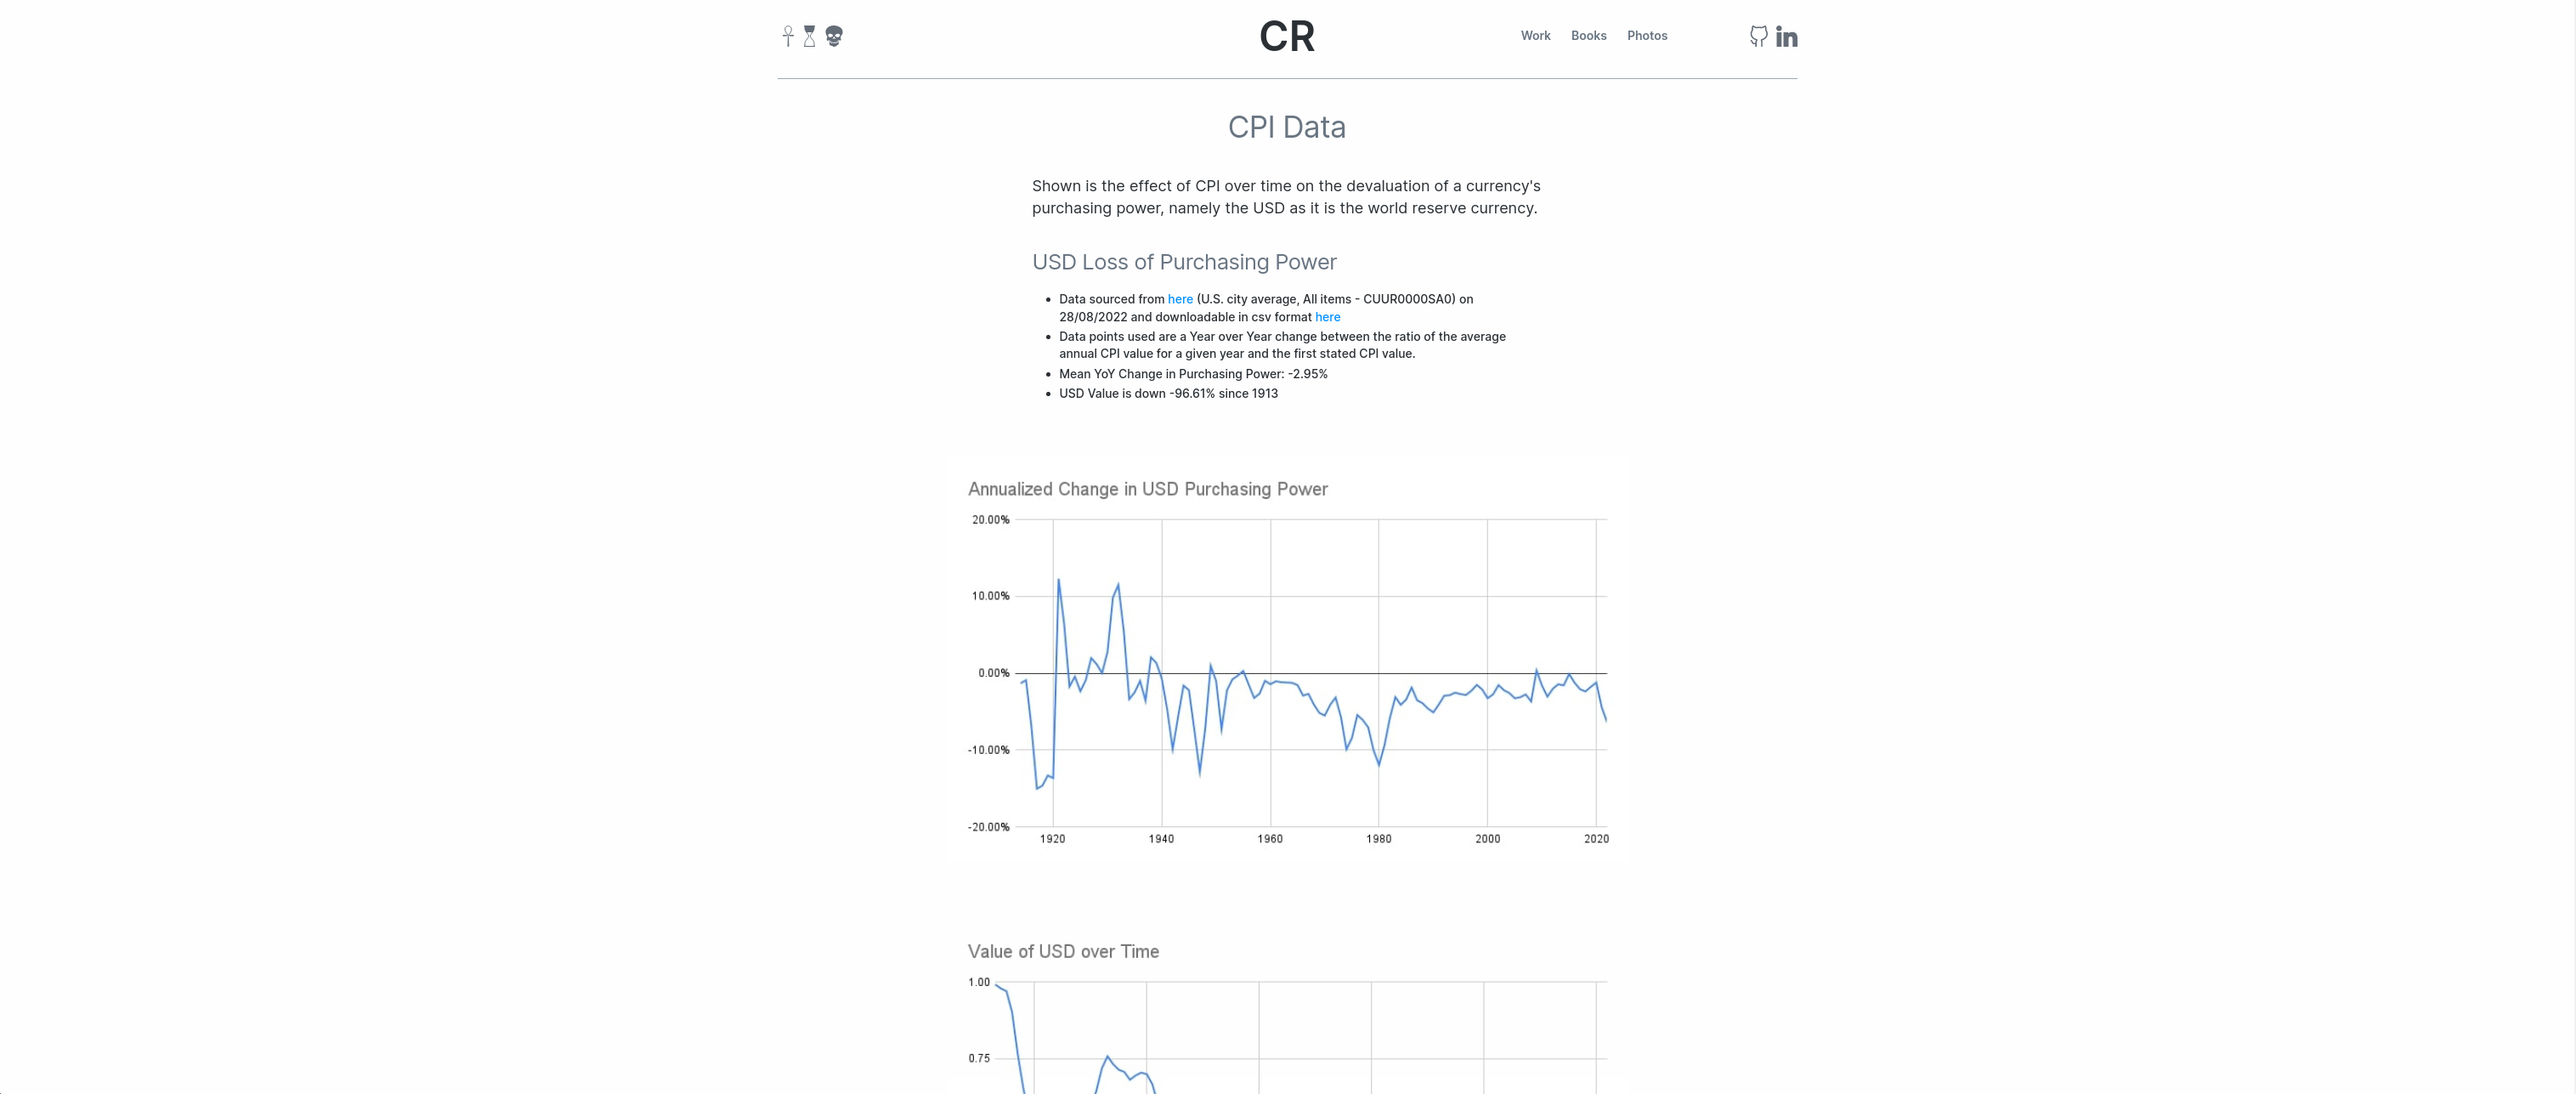 CR
Work Books Photos
in
CPI Data
Shown is the effect of CPI over time on the devaluation of a currency's
purchasing power, namely the USD as it is the world reserve currency.
USD Loss of Purchasing Power
Data sourced from here (U.S. city average, All items - CUUR0000SA0) on
28/08/2022 and downloadable in csv format here
Data points used are a Year over Year change between the ratio of the average
annual CPI value for a given year and the first stated CPI value.
Mean YoY Change in Purchasing Power: -2.95%
USD Value is down -96.61% since 1913
Annualized Change in USD Purchasing Power
20.00%
10.00%
0.00%
-10.00%
-20.00%
1920 1940 1960 1980 2000 2020
Value of USD over Time
1.00
0.75